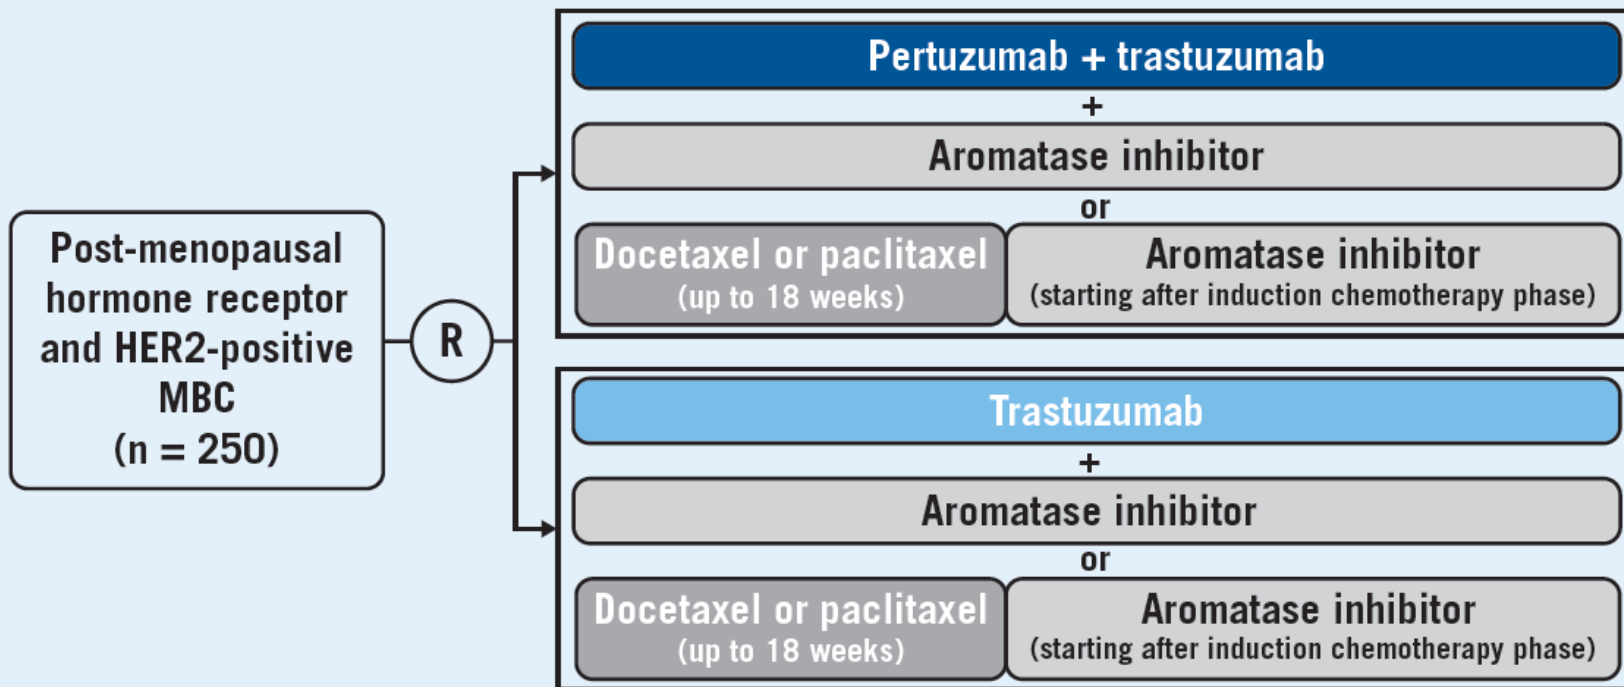 Post-menopausal
hormone receptor
and HER2-positive
MBC
(n = 250)
R
Pertuzumab + trastuzumab
+
Aromatase inhibitor
or
Docetaxel or paclitaxel
(up to 18 weeks)
Aromatase inhibitor
(starting after induction chemotherapy phase)
Trastuzumab
+
Aromatase inhibitor
or
Docetaxel or paclitaxel
(up to 18 weeks)
Aromatase inhibitor
(starting after induction chemotherapy phase)